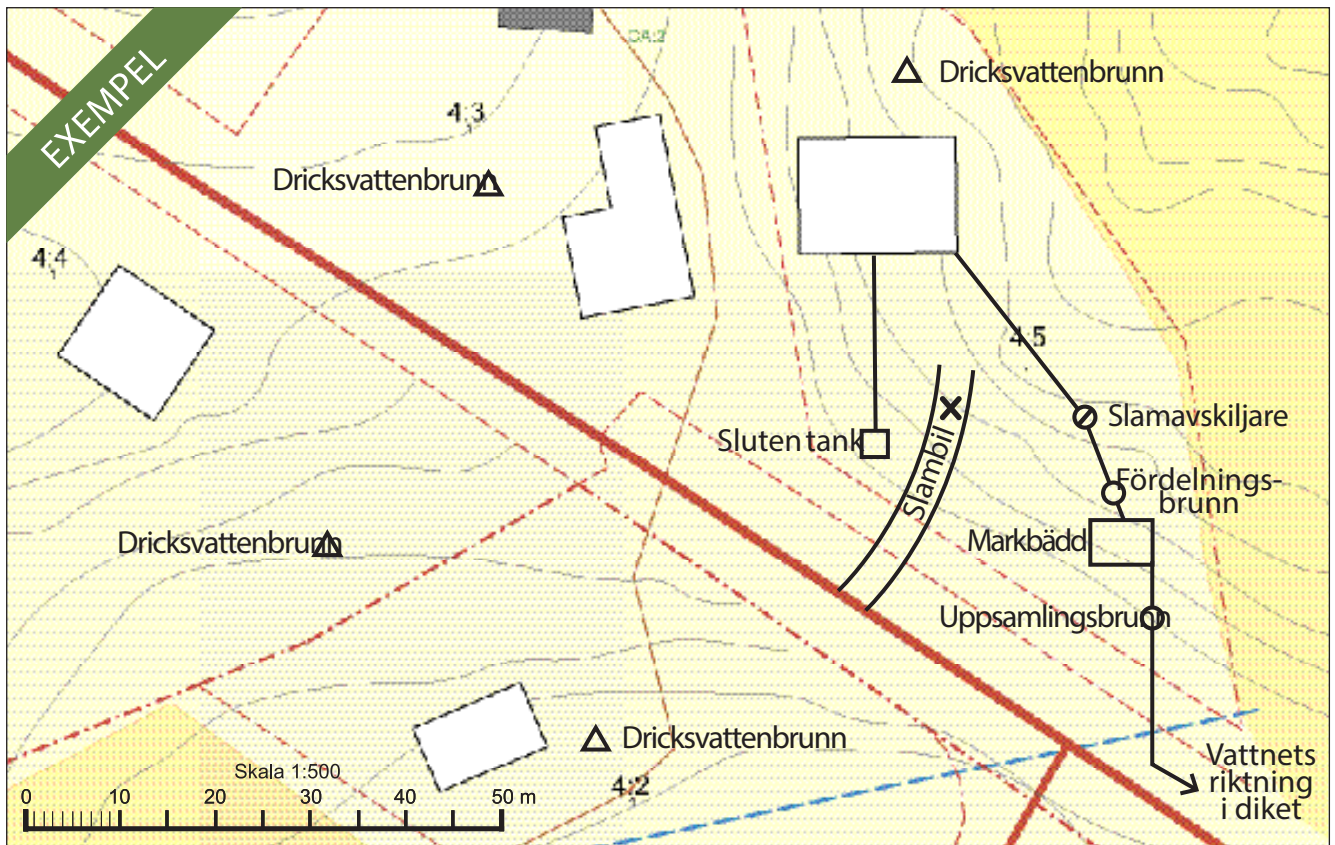 EXEMPEL
GA:2
Dricksvattenbrunn
4:3
Dricksvattenbrunn
4:4
4:5
Slamavskiljare
Sluten tank
Slambil
Fördelnings-
brunn
Dricksvattenbrunn
Markbädd
Uppsamlingsbrunn
Dricksvattenbrunn
Vattnets
riktning
i diket
Skala 1:500
4:2
0 10 20 30 40 50 m